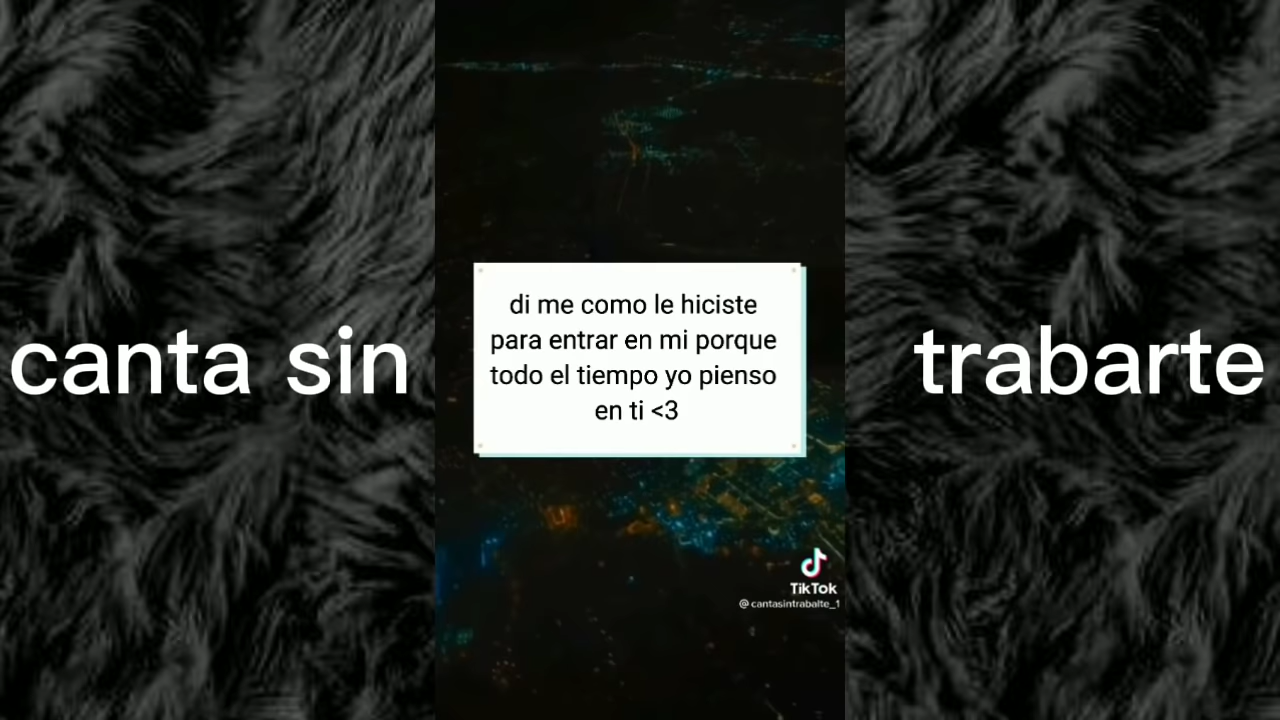 canta sin trabarte
di me como le hiciste
para entrar en mi porque
todo el tiempo yo pienso
en ti <3
TikTok
@cantasintrabalte_1